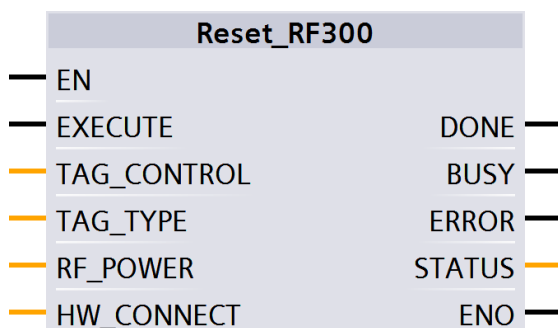 Reset_RF300
EN
EXECUTE DONE
TAG_CONTROL BUSY
TAG_TYPE ERROR
RF_POWER STATUS
HW_CONNECT ENO